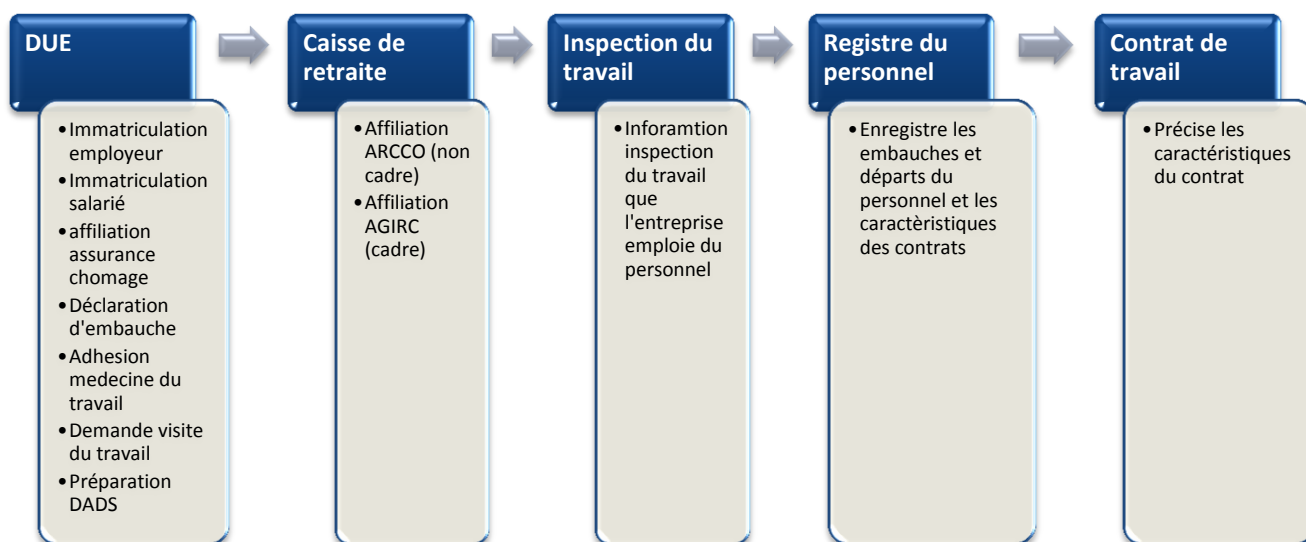 DUE
•Immatriculation
employeur
•Immatriculation
salarié
•affiliation
assurance
chomage
•Déclaration
d'embauche
•Adhesion
medecine du
travail
•Demande visite
du travail
•Préparation
DADS
Caisse de
retraite
•Affiliation
ARCCO (non
cadre)
•Affiliation
AGIRC
(cadre)
Inspection du
travail
•Inforamtion
inspection
du travail
que
l'entreprise
emploie du
personnel
Registre du
personnel
•Enregistre les
embauches et
départs du
personnel et les
caractèristiques
des contrats
Contrat de
travail
•Précise les
caractéristiques
du contrat